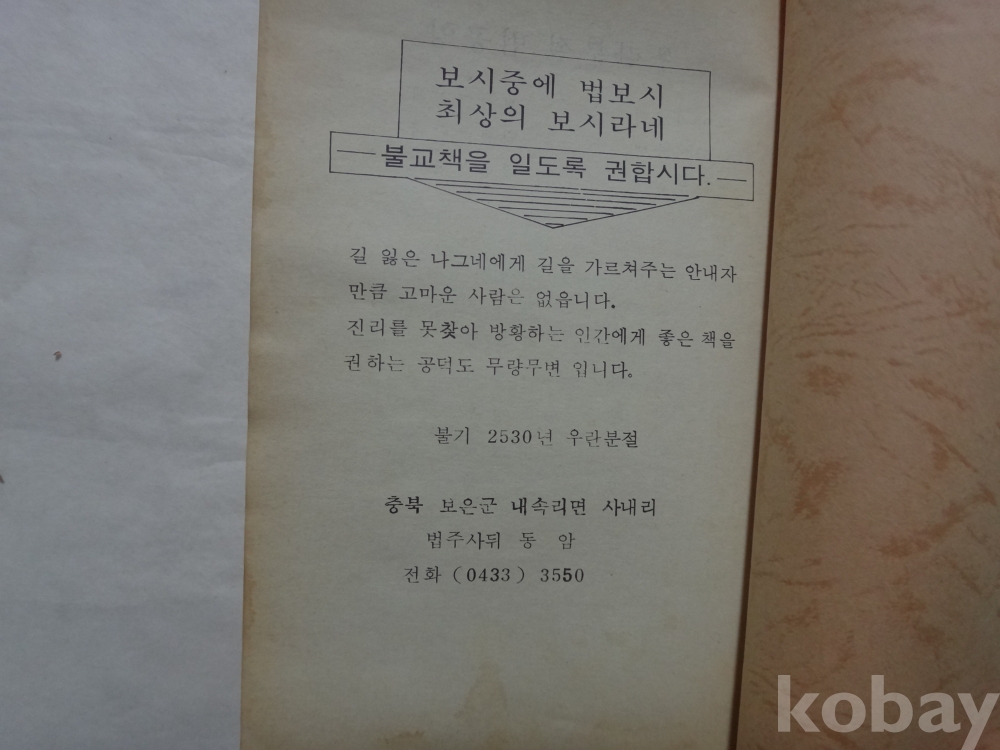 보시중에 법보시
최상의 보시라네
불교책을 일도록 권합시다.
길 잃은 나그네에게 길을 가르쳐주는 안내자
만큼 고마운 사람은 없읍니다.
진리를 못찾아 방황하는 인간에게 좋은 책을
권하는 공덕도 무량무변 입니다.
불기 2530년 우란분절
충북 보은군 내속리면 사내리
법주사뒤 동 암
전화 (0433) 3550
kobay